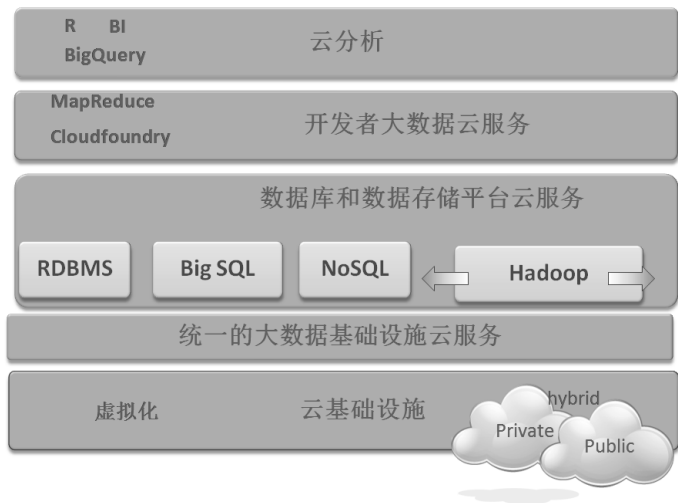 R BI
BigQuery
云分析
MapReduce
Cloudfoundry
开发者大数据云服务
数据库和数据存储平台云服务
RDBMS
Big SQL
NoSQL
Hadoop
统一的大数据基础设施云服务
虚拟化
云基础设施
hybrid
Private
Public